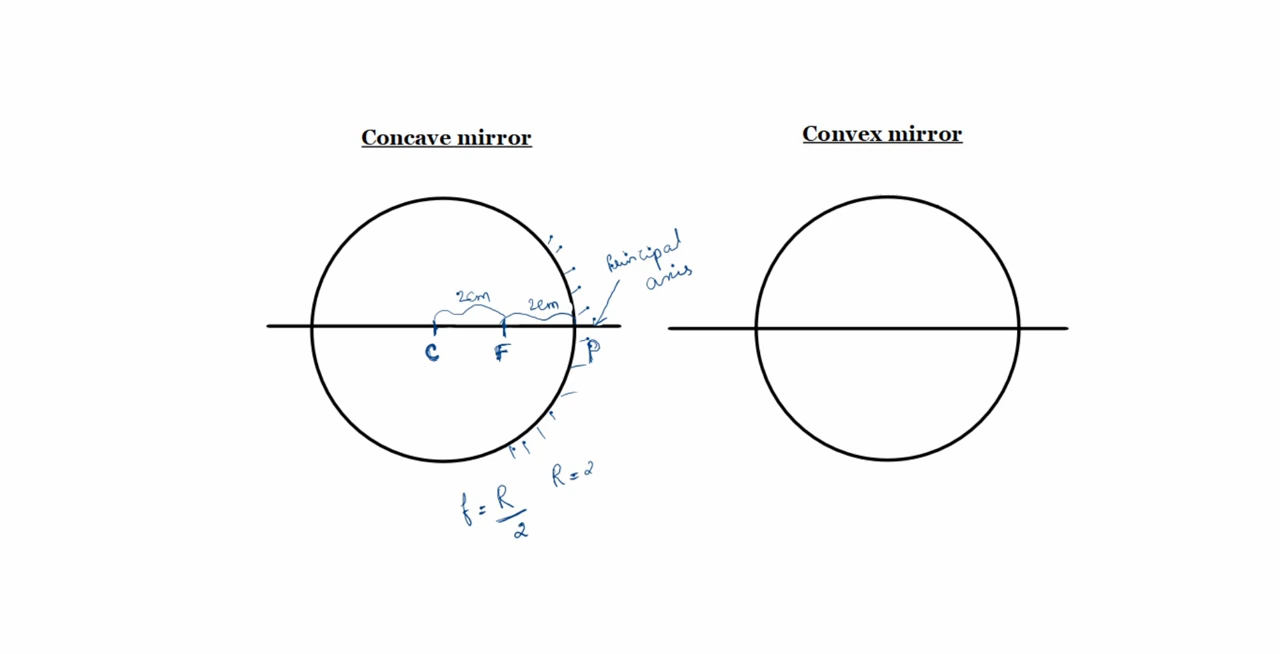 Concave mirror
Convex mirror
Principal
axis
2cm
2cm
C
F
P
R = 2
f = R
2